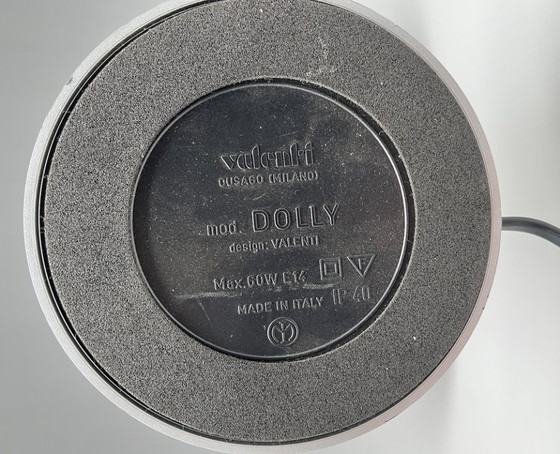 valenti
CUSAGO (MILANO)
mod. DOLLY
design: VALENTI
Max.60W E14 F
MADE IN ITALY IP 40